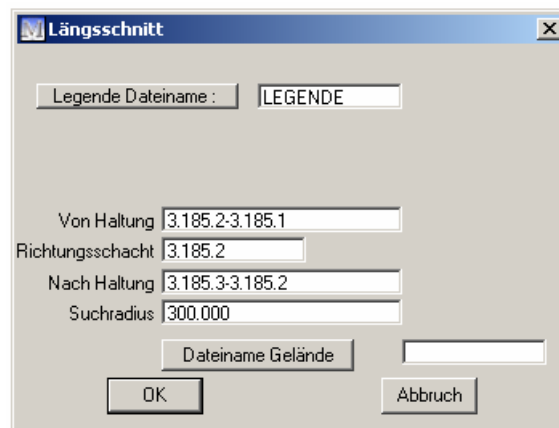 Längsschnitt
Legende Dateiname : LEGENDE
Von Haltung 3.185.2-3.185.1
Richtungsschacht 3.185.2
Nach Haltung 3.185.3-3.185.2
Suchradius 300.000
Dateiname Gelände
OK Abbruch